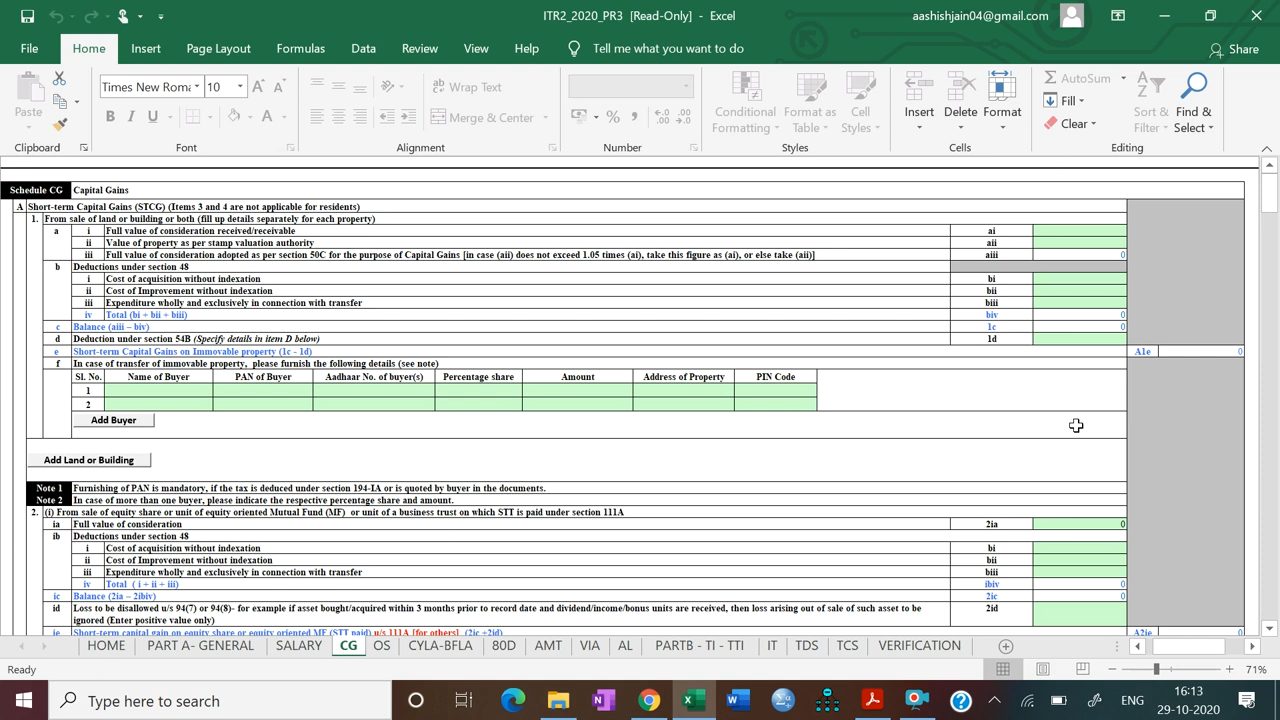 ITR2_2020_PR3 [Read-Only] - Excel
aashishjain04@gmail.com
File Home Insert Page Layout Formulas Data Review View Help Tell me what you want to do Share
Paste
Clipboard
Times New Roma 10
B I U
Font
Wrap Text
Merge & Center
Alignment
Number
Conditional Formatting Format as Table Cell Styles
Styles
Insert Delete Format
Cells
AutoSum
Fill
Clear
Sort & Filter Find & Select
Editing
Schedule CG Capital Gains
A Short-term Capital Gains (STCG) (Items 3 and 4 are not applicable for residents)
1. From sale of land or building or both (fill up details separately for each property)
a i Full value of consideration received/receivable ai
ii Value of property as per stamp valuation authority aii
iii Full value of consideration adopted as per section 50C for the purpose of Capital Gains [in case (aii) does not exceed 1.05 times (ai), take this figure as (ai), or else take (aii)] aiii 0
b Deductions under section 48
i Cost of acquisition without indexation bi
ii Cost of Improvement without indexation bii
iii Expenditure wholly and exclusively in connection with transfer biii
iv Total (bi + bii + biii) biv 0
c Balance (aiii – biv) 1c 0
d Deduction under section 54B (Specify details in item D below) 1d
e Short-term Capital Gains on Immovable property (1c - 1d) A1e 0
f In case of transfer of immovable property, please furnish the following details (see note)
Sl. No. Name of Buyer PAN of Buyer Aadhaar No. of buyer(s) Percentage share Amount Address of Property PIN Code
1
2
Add Buyer
Add Land or Building
Note 1 Furnishing of PAN is mandatory, if the tax is deducted under section 194-IA or is quoted by buyer in the documents.
Note 2 In case of more than one buyer, please indicate the respective percentage share and amount.
2. (i) From sale of equity share or unit of equity oriented Mutual Fund (MF) or unit of a business trust on which STT is paid under section 111A
ia Full value of consideration 2ia 0
ib Deductions under section 48
i Cost of acquisition without indexation bi
ii Cost of Improvement without indexation bii
iii Expenditure wholly and exclusively in connection with transfer biii
iv Total ( i + ii + iii) ibiv 0
ic Balance (2ia – 2ibiv) 2ic 0
id Loss to be disallowed u/s 94(7) or 94(8)- for example if asset bought/acquired within 3 months prior to record date and dividend/income/bonus units are received, then loss arising out of sale of such asset to be 2id
ignored (Enter positive value only)
ie Short-term capital gain on equity share or equity oriented MF (STT paid) u/s 111A [for others] (2ic +2id) A2ie 0
HOME PART A- GENERAL SALARY CG OS CYLA-BFLA 80D AMT VIA AL PARTB - TI - TTI IT TDS TCS VERIFICATION
Ready 71%
Type here to search
ENG
16:13
29-10-2020